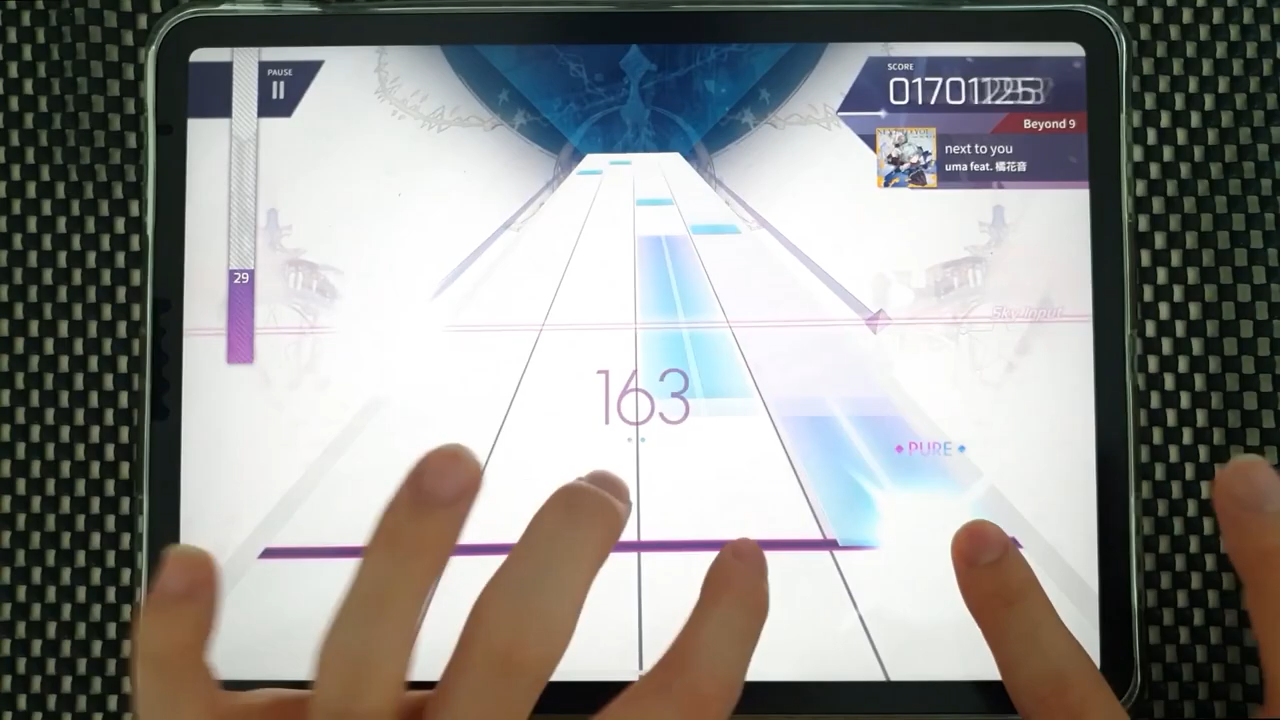 PAUSE
SCORE
Beyond 9
next to you
uma feat. 橘花音
29
Sky Input
163
PURE